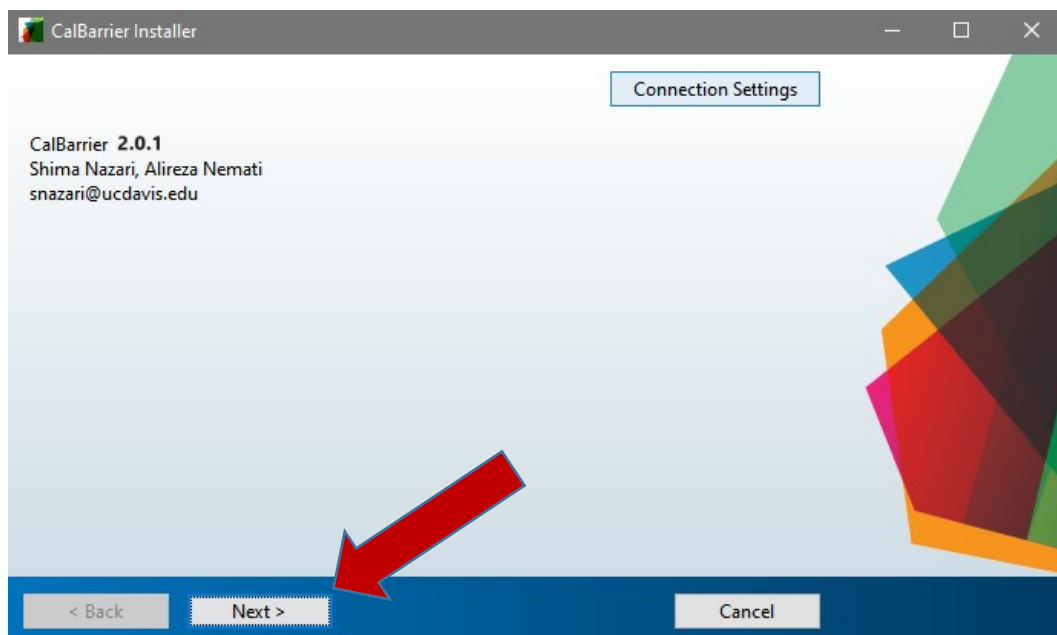 CalBarrier Installer
Connection Settings
CalBarrier 2.0.1
Shima Nazari, Alireza Nemati
snazari@ucdavis.edu
< Back
Next >
Cancel